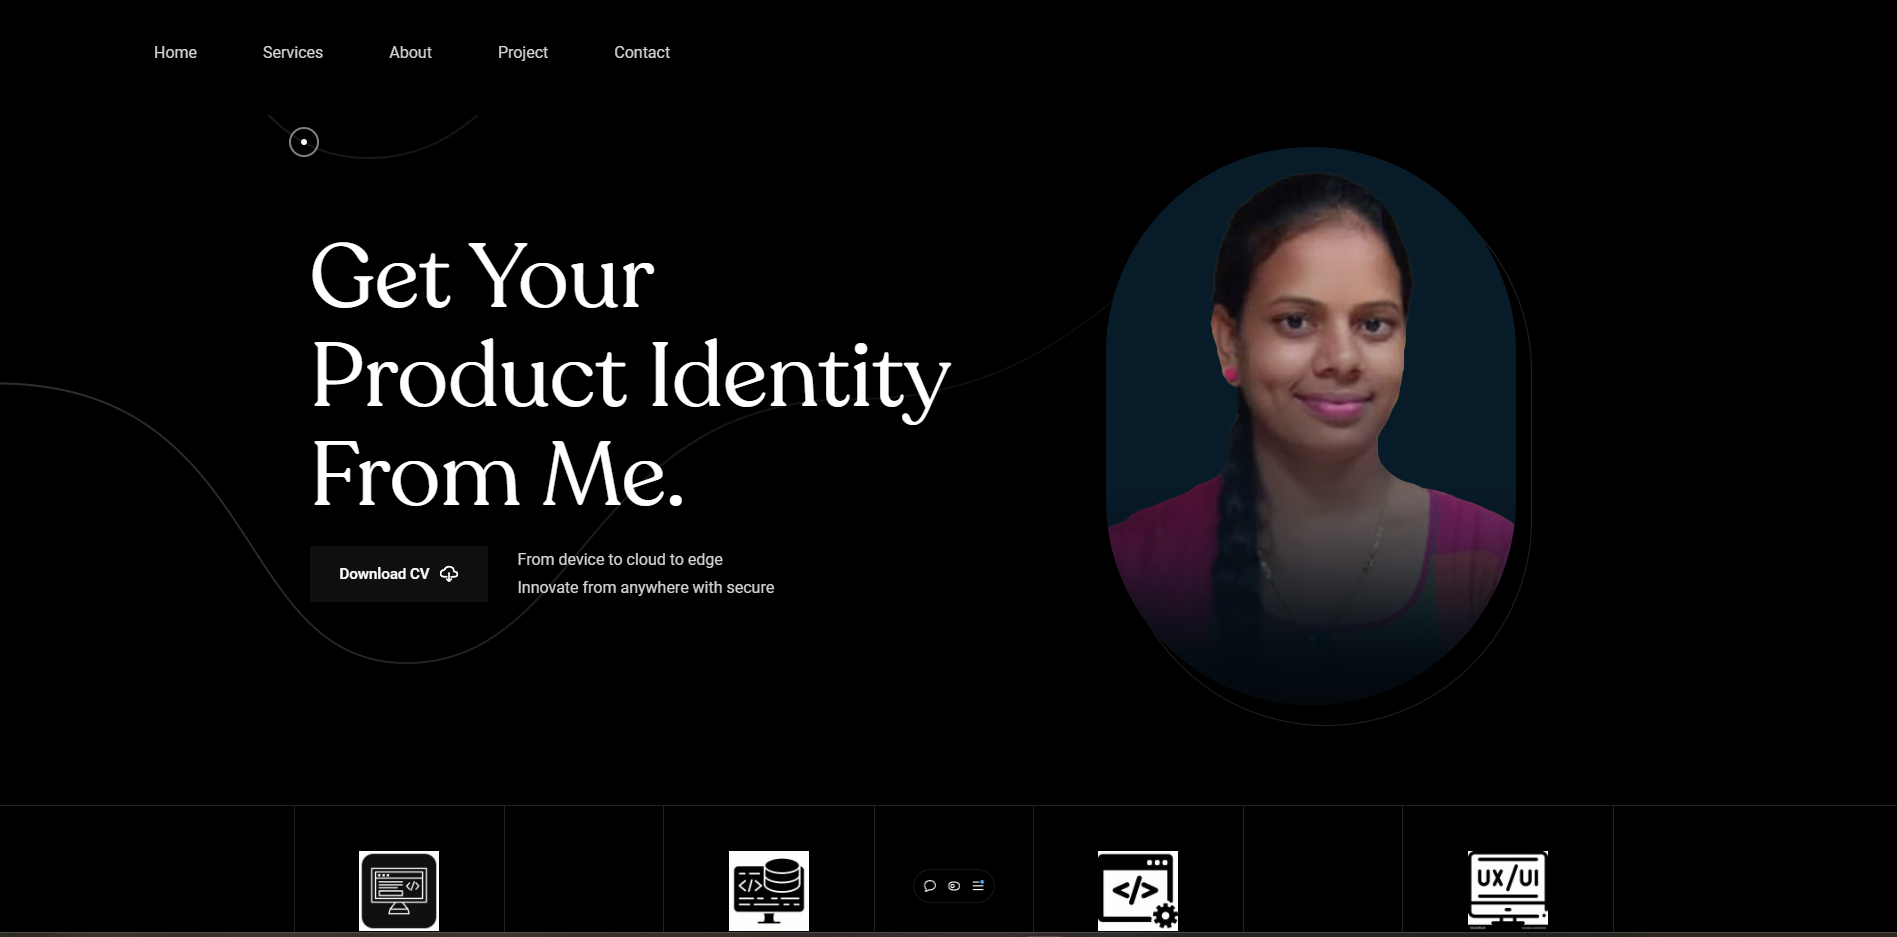 Home Services About Project Contact
Get Your
Product Identity
From Me.
Download CV
From device to cloud to edge
Innovate from anywhere with secure
</> </> </> UX/UI